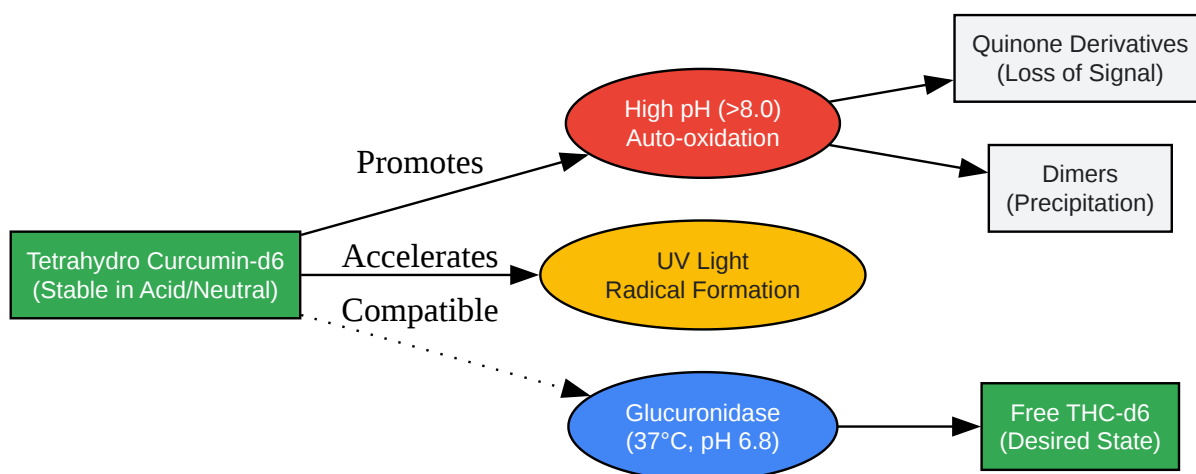 Quinone Derivatives
(Loss of Signal)
High pH (>8.0)
Auto-oxidation
Promotes
Dimers
(Precipitation)
Tetrahydro Curcumin-d6
(Stable in Acid/Neutral)
Accelerates
UV Light
Radical Formation
Compatible
Glucuronidase
(37°C, pH 6.8)
Free THC-d6
(Desired State)